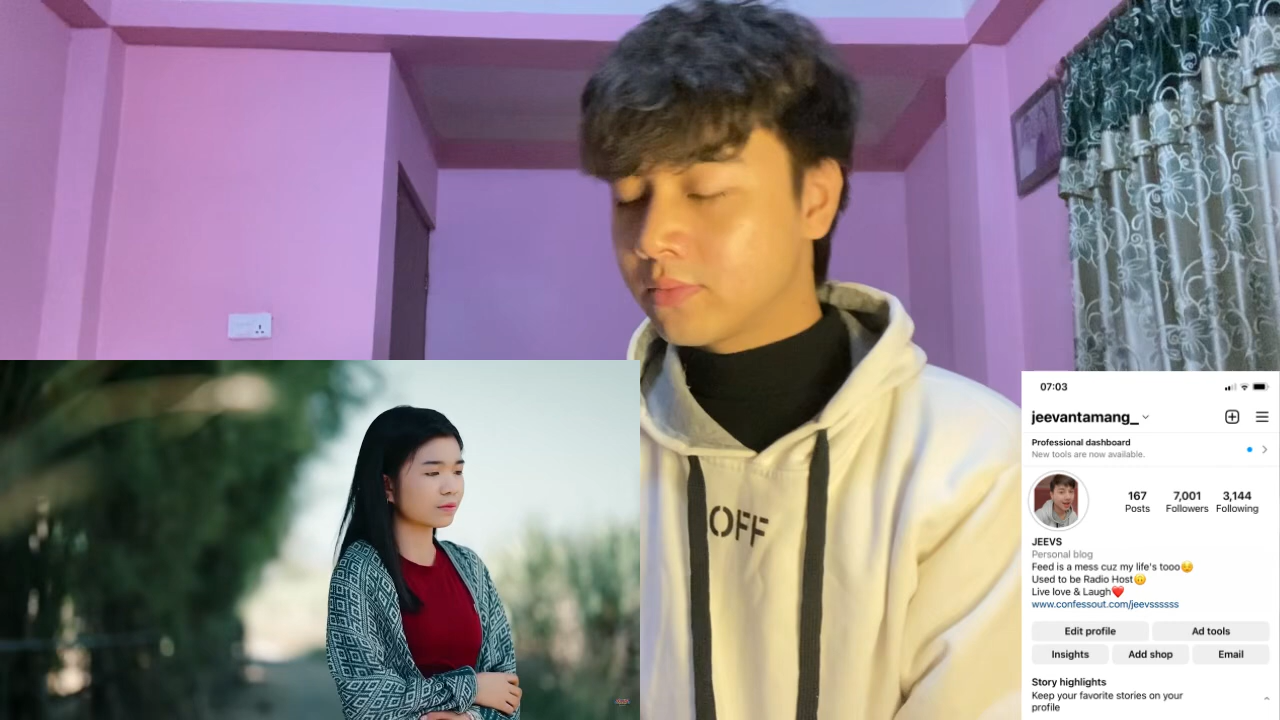 OFF
07:03
jeevantamang_
Professional dashboard
New tools are now available.
167
7,001
3,144
Posts
Followers
Following
JEEVS
Personal blog
Feed is a mess cuz my life's tooo😔
Used to be Radio Host🙃
Live love & Laugh❤️
www.confessout.com/jeevssssss
Edit profile
Ad tools
Insights
Add shop
Email
Story highlights
Keep your favorite stories on your
profile